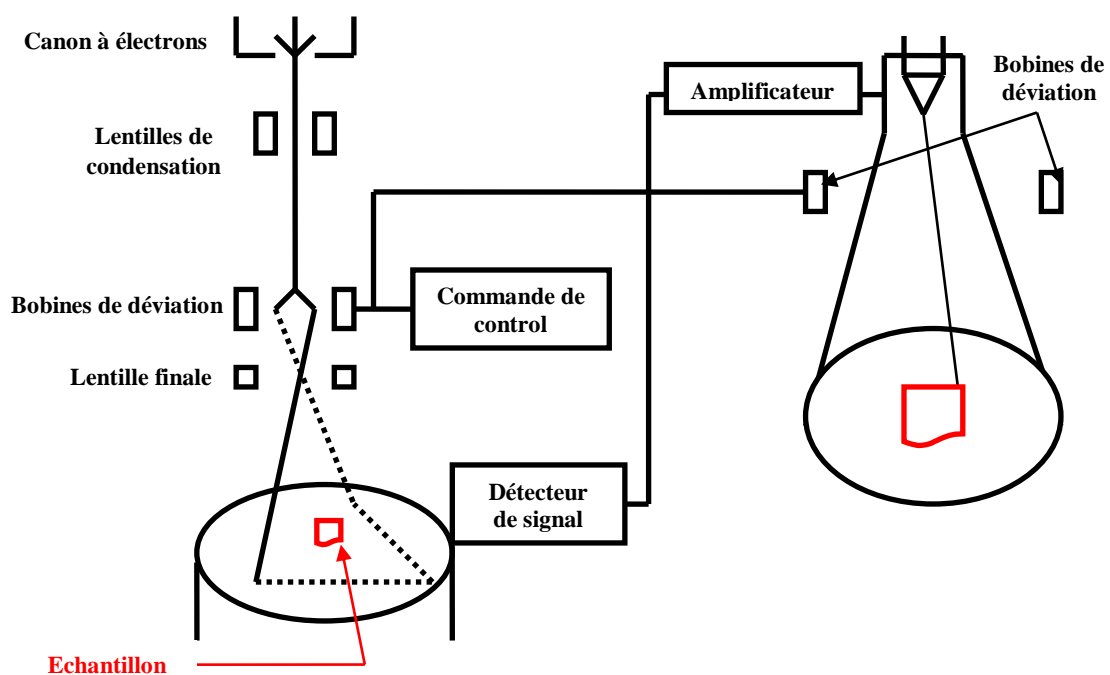 Canon à électrons
Lentilles de
condensation
Bobines de déviation
Lentille finale
Echantillon
Commande de
control
Détecteur
de signal
Amplificateur
Bobines de
déviation